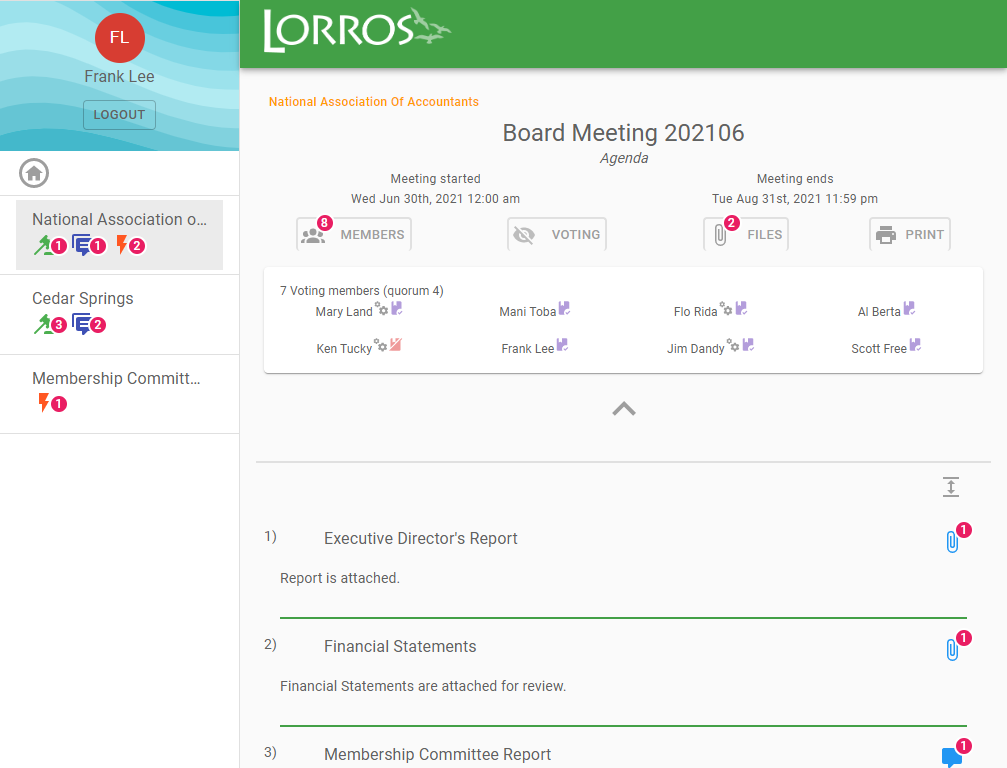 FL
Frank Lee
LOGOUT
National Association o...
1 1 2
Cedar Springs
3 2
Membership Committ...
1
LORROS
National Association Of Accountants
Board Meeting 202106
Agenda
Meeting started Meeting ends
Wed Jun 30th, 2021 12:00 am Tue Aug 31st, 2021 11:59 pm
8 MEMBERS VOTING 2 FILES PRINT
7 Voting members (quorum 4)
Mary Land Mani Toba Flo Rida Al Berta
Ken Tucky Frank Lee Jim Dandy Scott Free
1) Executive Director's Report 1
Report is attached.
2) Financial Statements 1
Financial Statements are attached for review.
3) Membership Committee Report 1